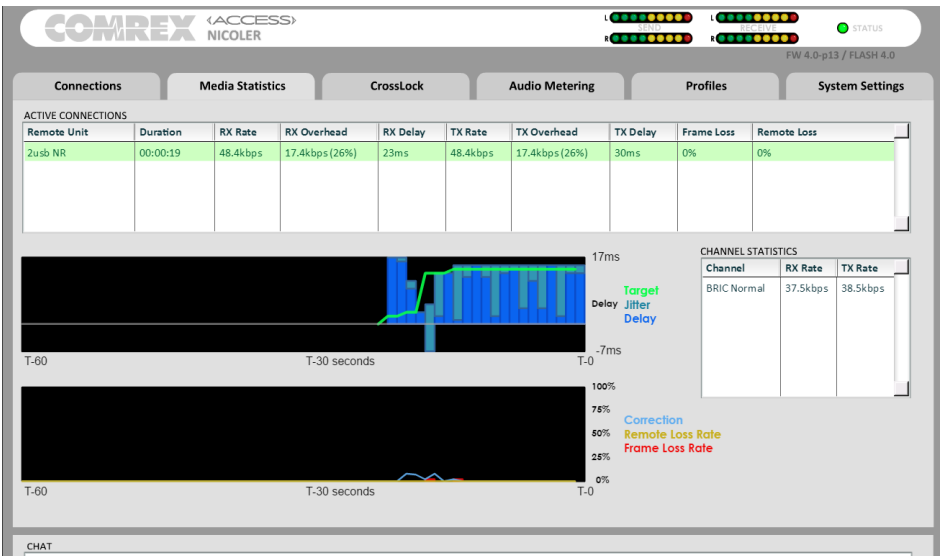 COMREX ACCESS
NICOLER
L SEND L RECEIVE
R R
STATUS
FW 4.0-p13 / FLASH 4.0
Connections Media Statistics CrossLock Audio Metering Profiles System Settings
ACTIVE CONNECTIONS
Remote Unit Duration RX Rate RX Overhead RX Delay TX Rate TX Overhead TX Delay Frame Loss Remote Loss
2usb NR 00:00:19 48.4kbps 17.4kbps (26%) 23ms 48.4kbps 17.4kbps (26%) 30ms 0% 0%
17ms
Target
Delay Jitter
Delay
-7ms
T-60 T-30 seconds T-0
CHANNEL STATISTICS
Channel RX Rate TX Rate
BRIC Normal 37.5kbps 38.5kbps
100%
75%
Correction
50% Remote Loss Rate
Frame Loss Rate
25%
0%
T-60 T-30 seconds T-0
CHAT